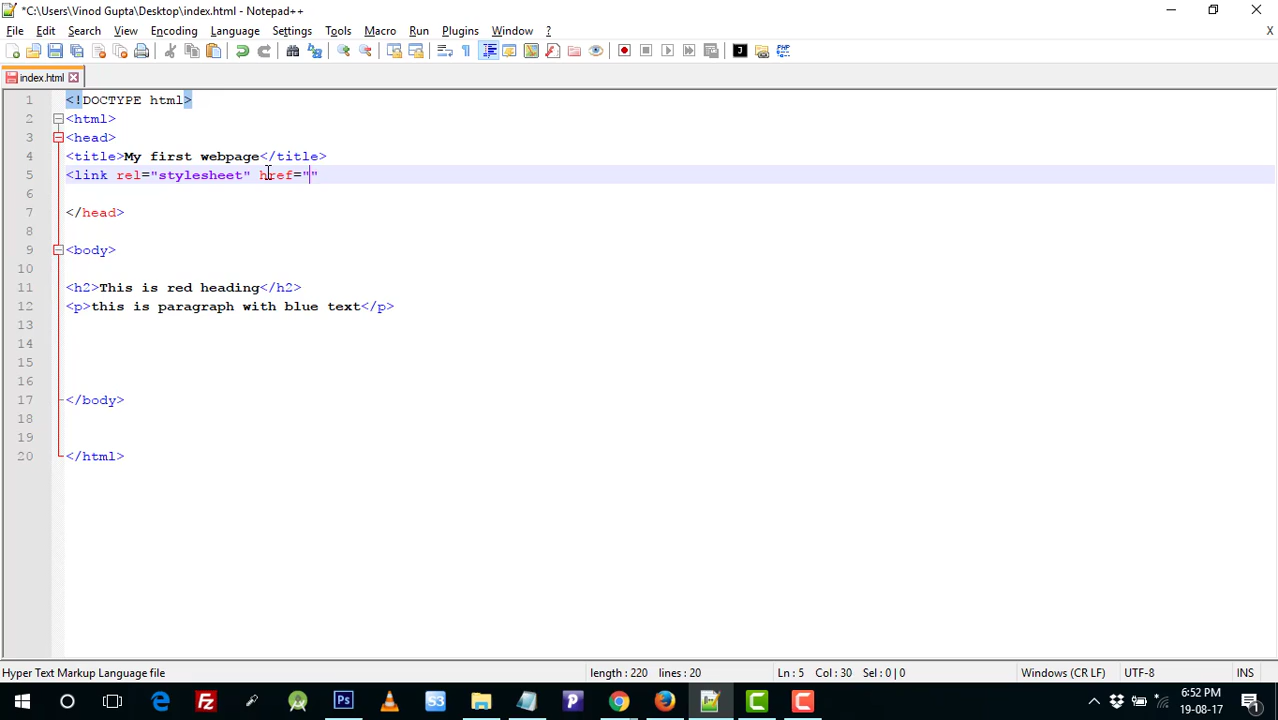 *C:\Users\Vinod Gupta\Desktop\index.html - Notepad++
File Edit Search View Encoding Language Settings Tools Macro Run Plugins Window ? X
index.html
1 <!DOCTYPE html>
2 <html>
3 <head>
4 <title>My first webpage</title>
5 <link rel="stylesheet" href=""
6
7 </head>
8
9 <body>
10
11 <h2>This is red heading</h2>
12 <p>this is paragraph with blue text</p>
13
14
15
16
17 </body>
18
19
20 </html>
Hyper Text Markup Language file length : 220 lines : 20 Ln : 5 Col : 30 Sel : 0 | 0 Windows (CR LF) UTF-8 INS
6:52 PM
19-08-17